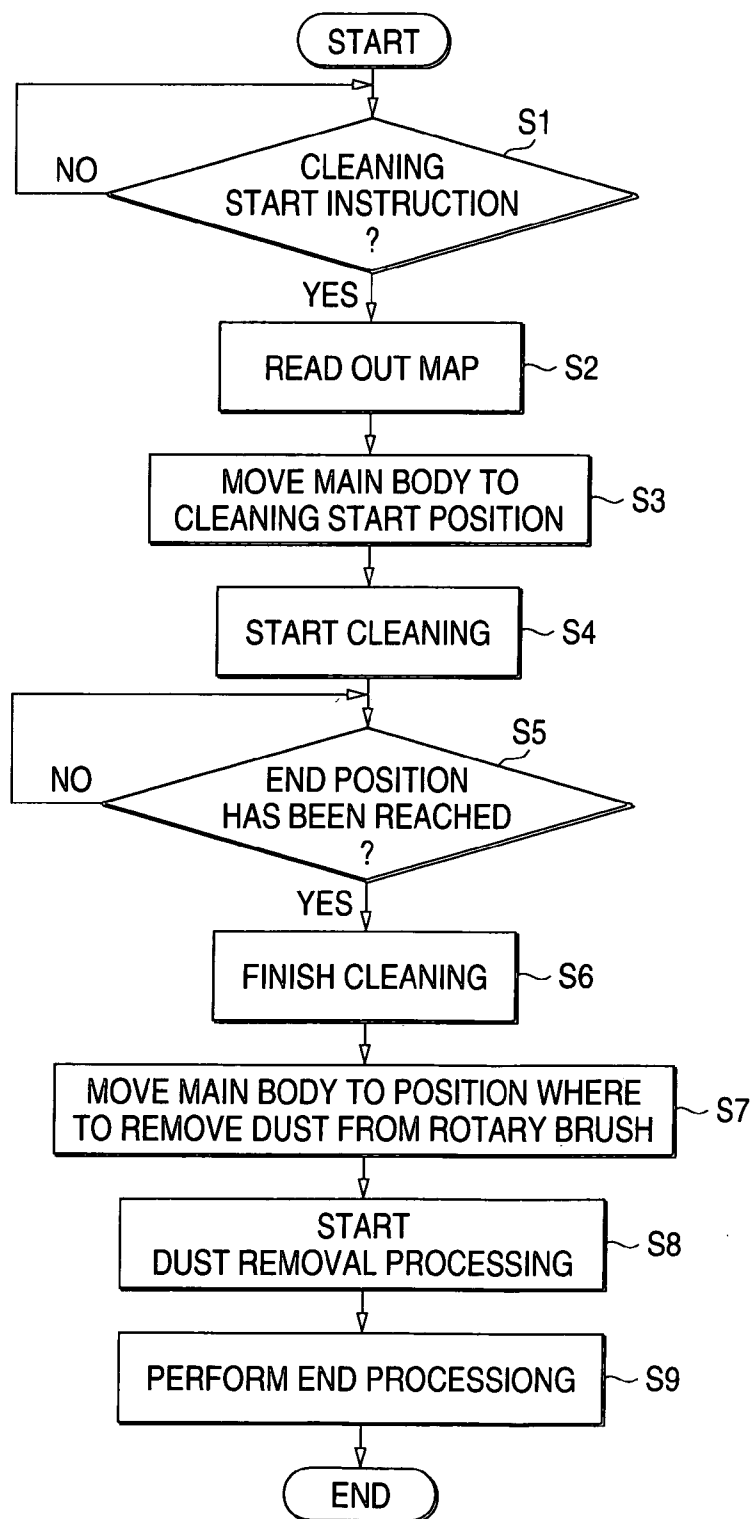 START
S1
CLEANING
START INSTRUCTION
?
NO
YES
READ OUT MAP
S2
MOVE MAIN BODY TO
CLEANING START POSITION
S3
START CLEANING
S4
S5
END POSITION
HAS BEEN REACHED
?
NO
YES
FINISH CLEANING
S6
MOVE MAIN BODY TO POSITION WHERE
TO REMOVE DUST FROM ROTARY BRUSH
S7
START
DUST REMOVAL PROCESSING
S8
PERFORM END PROCESSIONG
S9
END